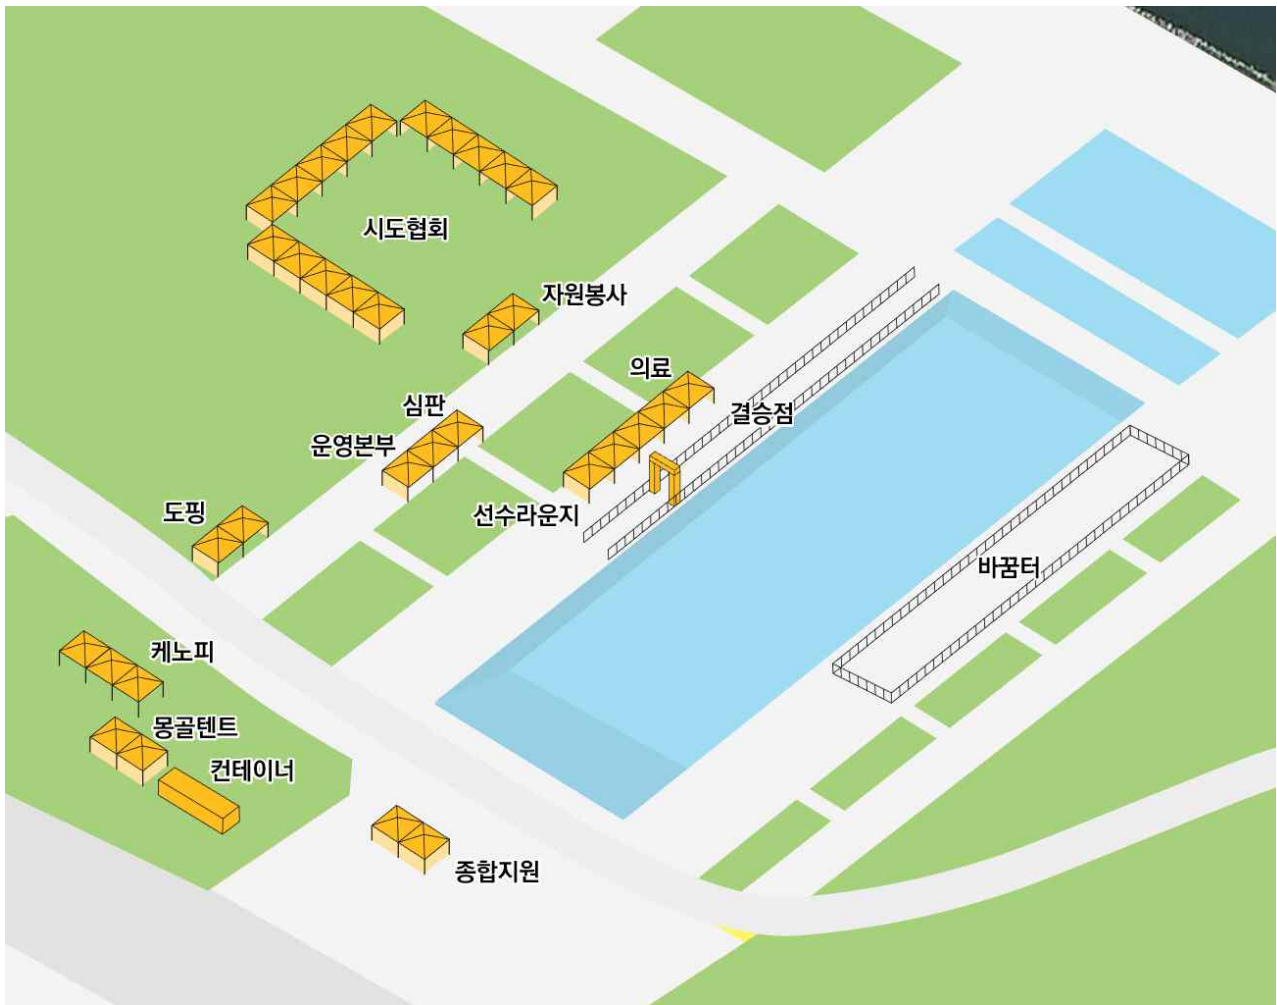 시도협회
자원봉사
의료
심판
결승점
운영본부
도핑
선수라운지
바꿈터
케노피
몽골텐트
컨테이너
종합지원